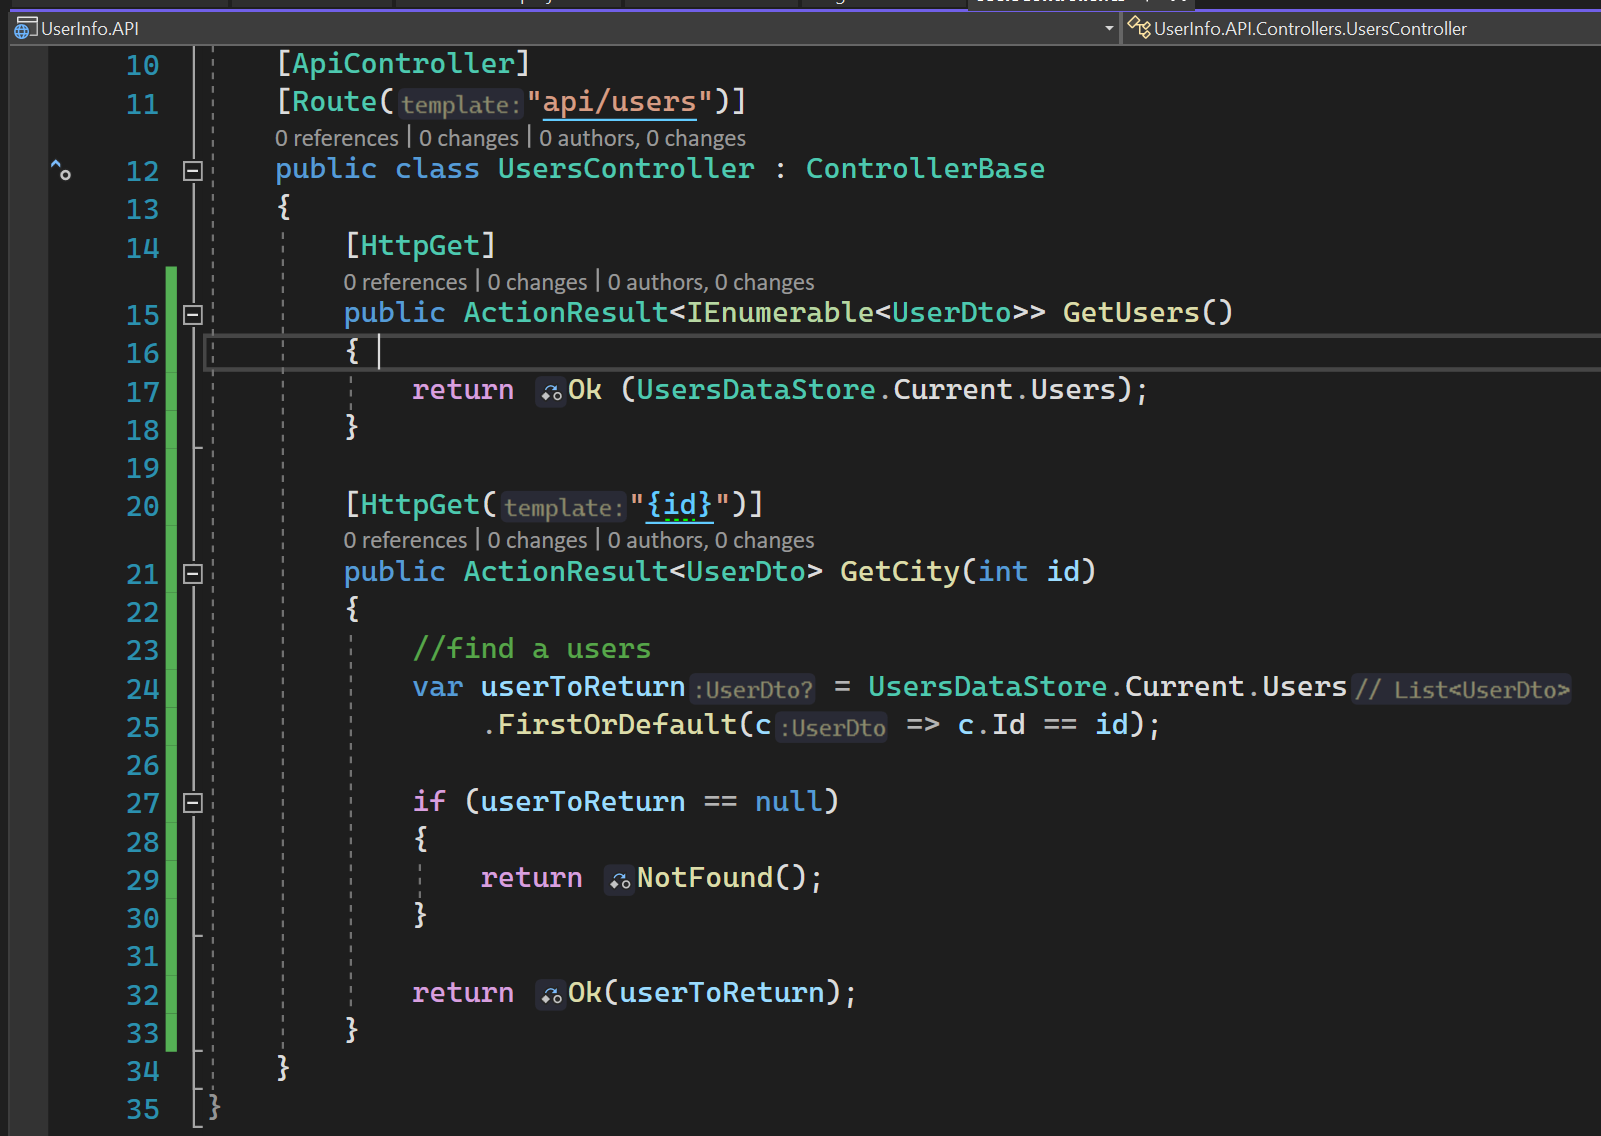 UserInfo.API UserInfo.API.Controllers.UsersController
10 [ApiController]
11 [Route(template:"api/users")]
0 references | 0 changes | 0 authors, 0 changes
12 public class UsersController : ControllerBase
13 {
14 [HttpGet]
0 references | 0 changes | 0 authors, 0 changes
15 public ActionResult<IEnumerable<UserDto>> GetUsers()
16 {
17 return Ok (UsersDataStore.Current.Users);
18 }
19
20 [HttpGet(template:"{id}")]
0 references | 0 changes | 0 authors, 0 changes
21 public ActionResult<UserDto> GetCity(int id)
22 {
23 //find a users
24 var userToReturn:UserDto? = UsersDataStore.Current.Users// List<UserDto>
25 .FirstOrDefault(c:UserDto => c.Id == id);
26
27 if (userToReturn == null)
28 {
29 return NotFound();
30 }
31
32 return Ok(userToReturn);
33 }
34 }
35 }